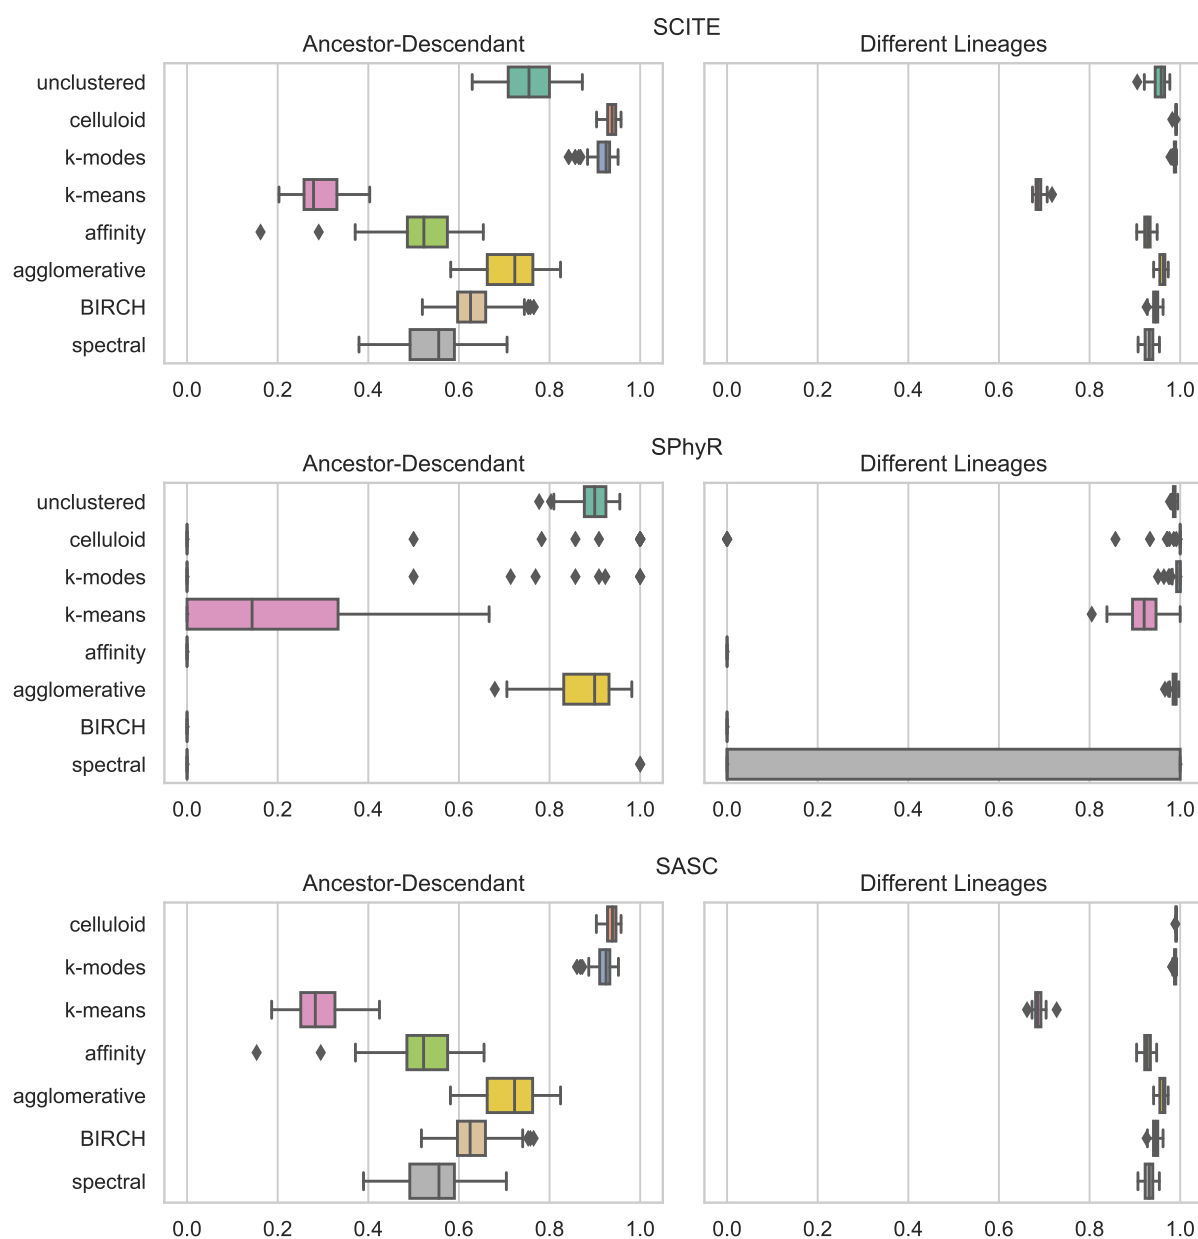 SCITE
Ancestor-Descendant Different Lineages
unclustered
celluloid
k-modes
k-means
affinity
agglomerative
BIRCH
spectral
0.0 0.2 0.4 0.6 0.8 1.0 0.0 0.2 0.4 0.6 0.8 1.0
SPhyR
Ancestor-Descendant Different Lineages
unclustered
celluloid
k-modes
k-means
affinity
agglomerative
BIRCH
spectral
0.0 0.2 0.4 0.6 0.8 1.0 0.0 0.2 0.4 0.6 0.8 1.0
SASC
Ancestor-Descendant Different Lineages
celluloid
k-modes
k-means
affinity
agglomerative
BIRCH
spectral
0.0 0.2 0.4 0.6 0.8 1.0 0.0 0.2 0.4 0.6 0.8 1.0